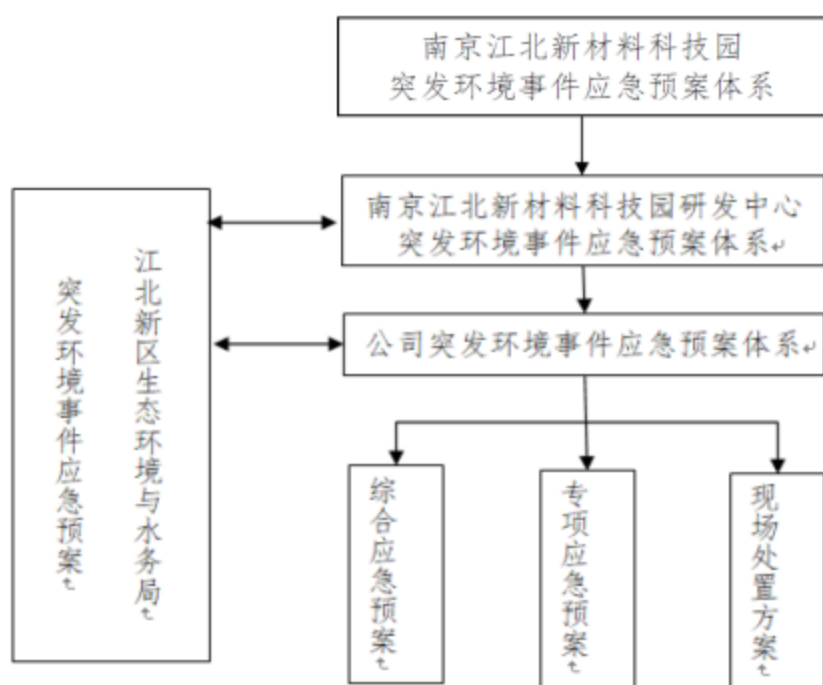 南京江北新材料科技园
突发环境事件应急预案体系
南京江北新材料科技园研发中心
突发环境事件应急预案体系
江北新区生态环境与水务局
突发环境事件应急预案
公司突发环境事件应急预案体系
综合应急预案
专项应急预案
现场处置方案